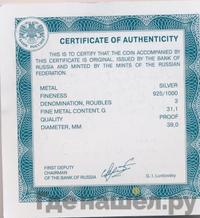 CERTIFICATE OF AUTHENTICITY
THIS IS TO CERTIFY THAT THE COIN ACCOMPANIED BY
THIS CERTIFICATE IS ORIGINAL, ISSUED BY THE BANK OF
RUSSIA AND MINTED BY THE MINTS OF THE RUSSIAN
FEDERATION.
METAL SILVER
FINENESS 925/1000
DENOMINATION, ROUBLES 3
FINE METAL CONTENT, G 31,1
QUALITY PROOF
DIAMETER, MM 39,0
FIRST DEPUTY
CHAIRMAN
OF THE BANK OF RUSSIA G. I. Luntovsky
где нашел.ру